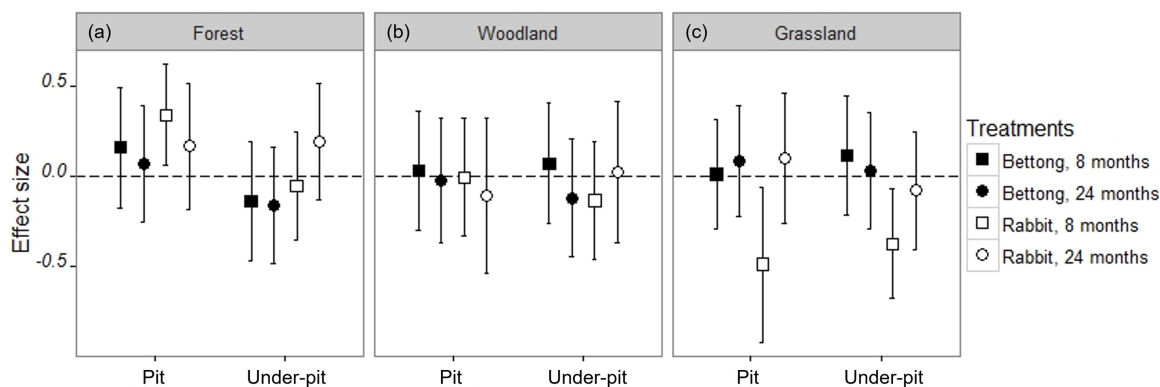 (a) Forest
(b) Woodland
(c) Grassland
Effect size
0.5
0.0
-0.5
Pit Under-pit
Pit Under-pit
Pit Under-pit
Treatments
Bettong, 8 months
Bettong, 24 months
Rabbit, 8 months
Rabbit, 24 months